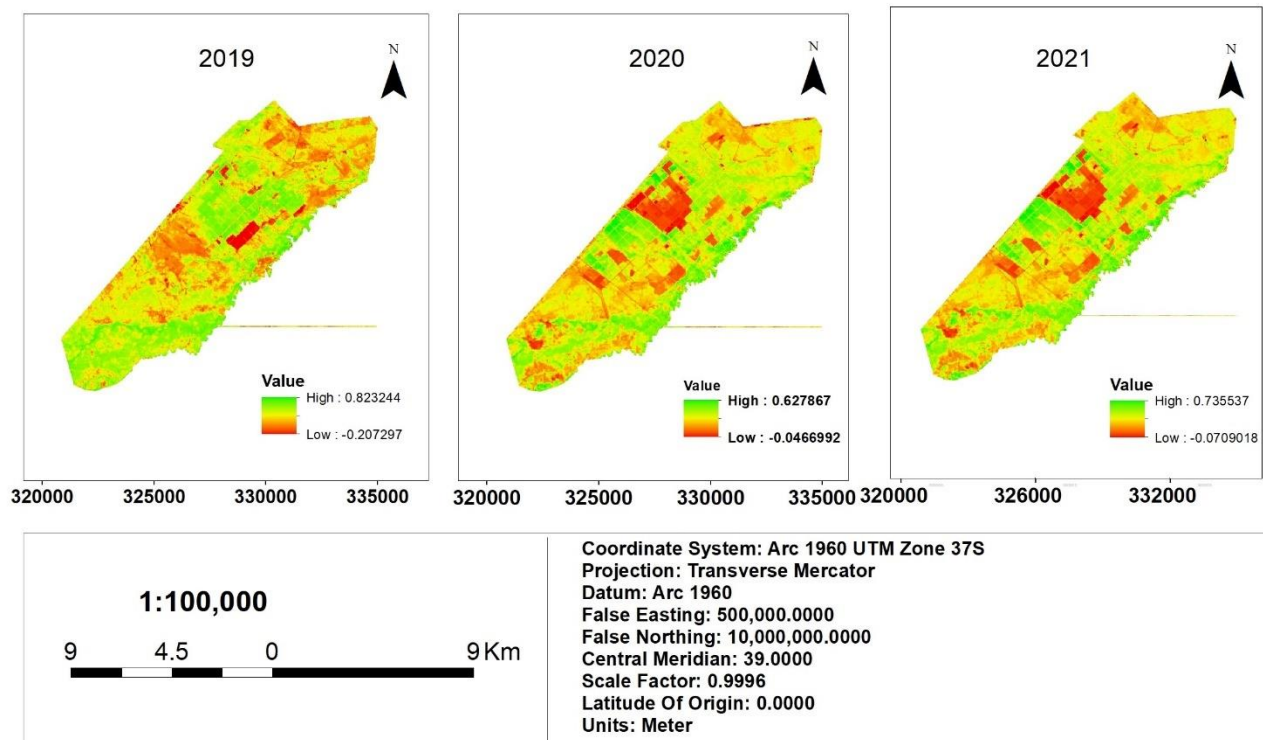 2019
N
Value
High : 0.823244
Low : -0.207297
320000 325000 330000 335000
2020
N
Value
High : 0.627867
Low : -0.0466992
320000 325000 330000 335000
2021
N
Value
High : 0.735537
Low : -0.0709018
320000 326000 332000
1:100,000
9 4.5 0 9 Km
Coordinate System: Arc 1960 UTM Zone 37S
Projection: Transverse Mercator
Datum: Arc 1960
False Easting: 500,000.0000
False Northing: 10,000,000.0000
Central Meridian: 39.0000
Scale Factor: 0.9996
Latitude Of Origin: 0.0000
Units: Meter